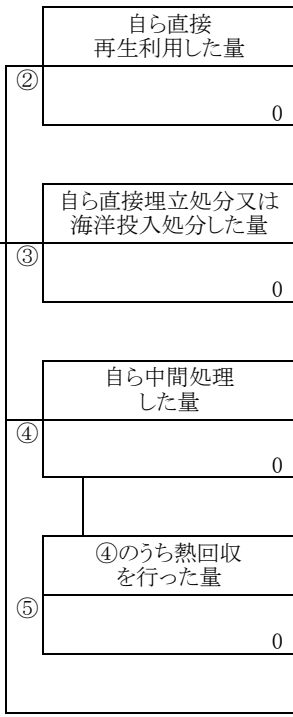 自ら直接
再生利用した量
②
0
自ら直接埋立処分又は
海洋投入処分した量
③
0
自ら中間処理
した量
④
0
④のうち熱回収
を行った量
⑤
0